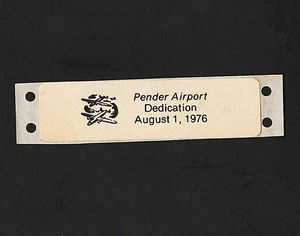 Pender Airport
Dedication
August 1, 1976